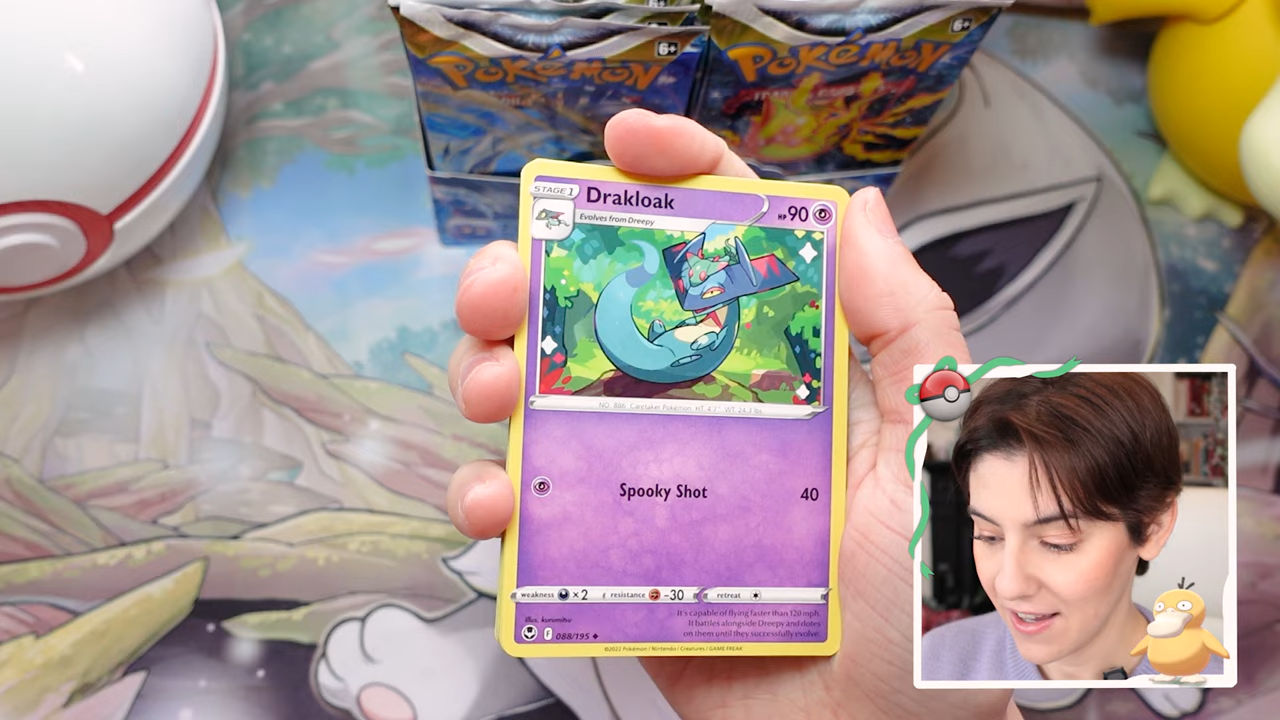 6+
6+
POKéMON
6+
POKéMON
STAGE 1
Drakloak
HP 90
Evolves from Dreepy
NO. 886 Caretaker Pokémon HT: 4'7" WT: 24.3 lbs.
Spooky Shot 40
weakness ×2 resistance -30 retreat
It's capable of flying faster than 120 mph.
It battles alongside Dreepy and dotes
on them until they successfully evolve.
illus. kurumitsu
F 088/195
©2022 Pokémon / Nintendo / Creatures / GAME FREAK